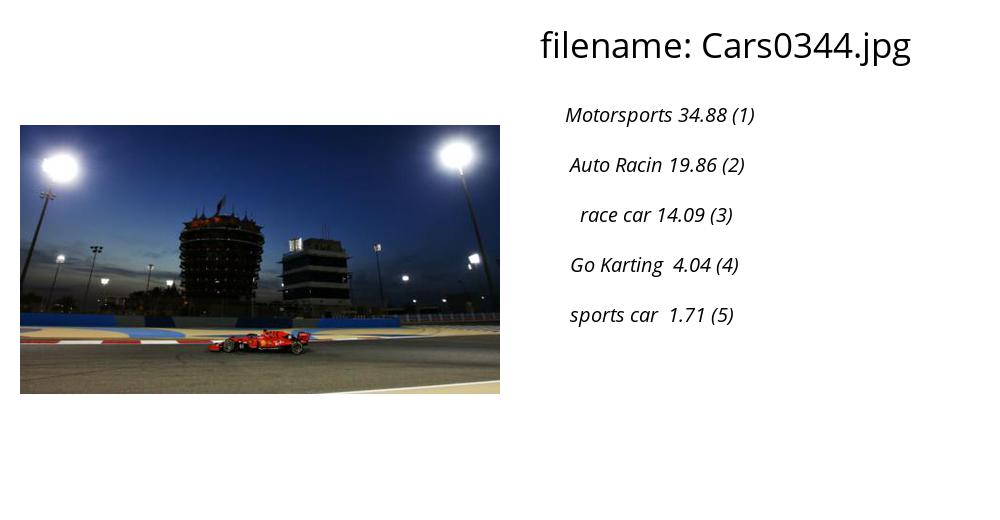 filename: Cars0344.jpg
Motorsports 34.88 (1)
Auto Racin 19.86 (2)
race car 14.09 (3)
Go Karting  4.04 (4)
sports car  1.71 (5)